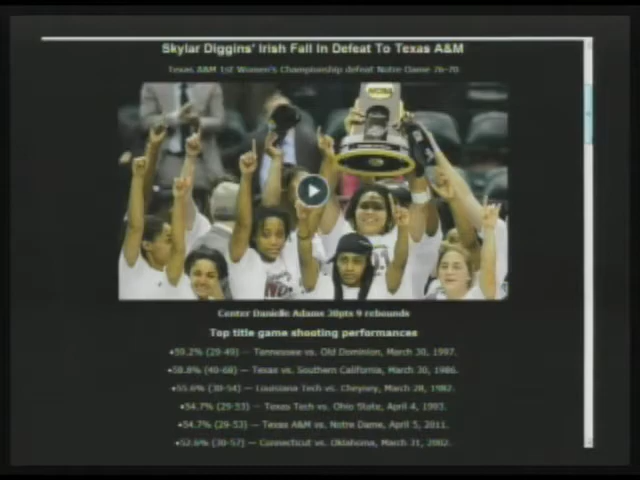 Skylar Diggins' Irish Fall In Defeat To Texas A&M
Texas A&M 1st Women's Championship defeat Notre Dame 76-70
NCAA
Center Danielle Adams 30pts 9 rebounds
Top title game shooting performances
•59.2% (29-49) — Tennessee vs. Old Dominion, March 30, 1997.
•58.8% (40-68) — Texas vs. Southern California, March 30, 1986.
•55.6% (30-54) — Louisiana Tech vs. Cheyney, March 28, 1982.
•54.7% (29-53) — Texas Tech vs. Ohio State, April 4, 1993.
•54.7% (29-53) — Texas A&M vs. Notre Dame, April 5, 2011.
•52.6% (30-57) — Connecticut vs. Oklahoma, March 31, 2002.